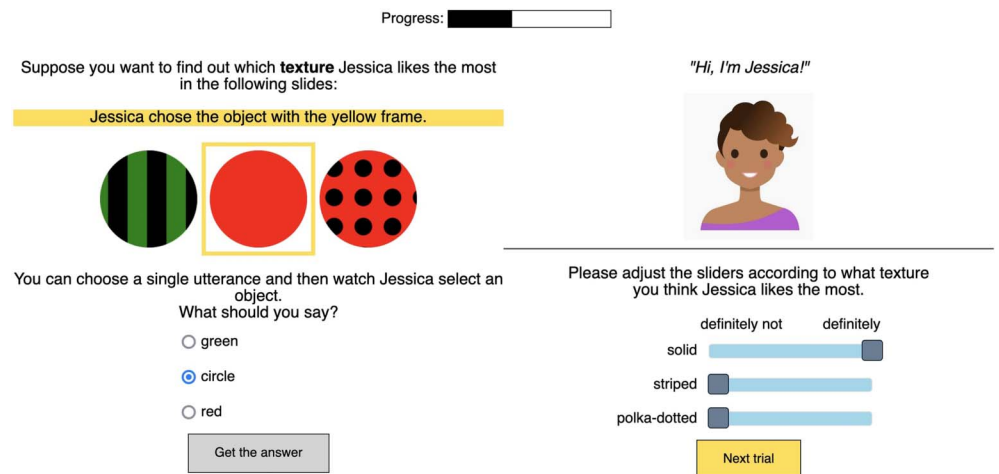 Progress:
Suppose you want to find out which texture Jessica likes the most
in the following slides:
Jessica chose the object with the yellow frame.
You can choose a single utterance and then watch Jessica select an
object.
What should you say?
green
circle
red
Get the answer
"Hi, I'm Jessica!"
Please adjust the sliders according to what texture
you think Jessica likes the most.
definitely not definitely
solid
striped
polka-dotted
Next trial